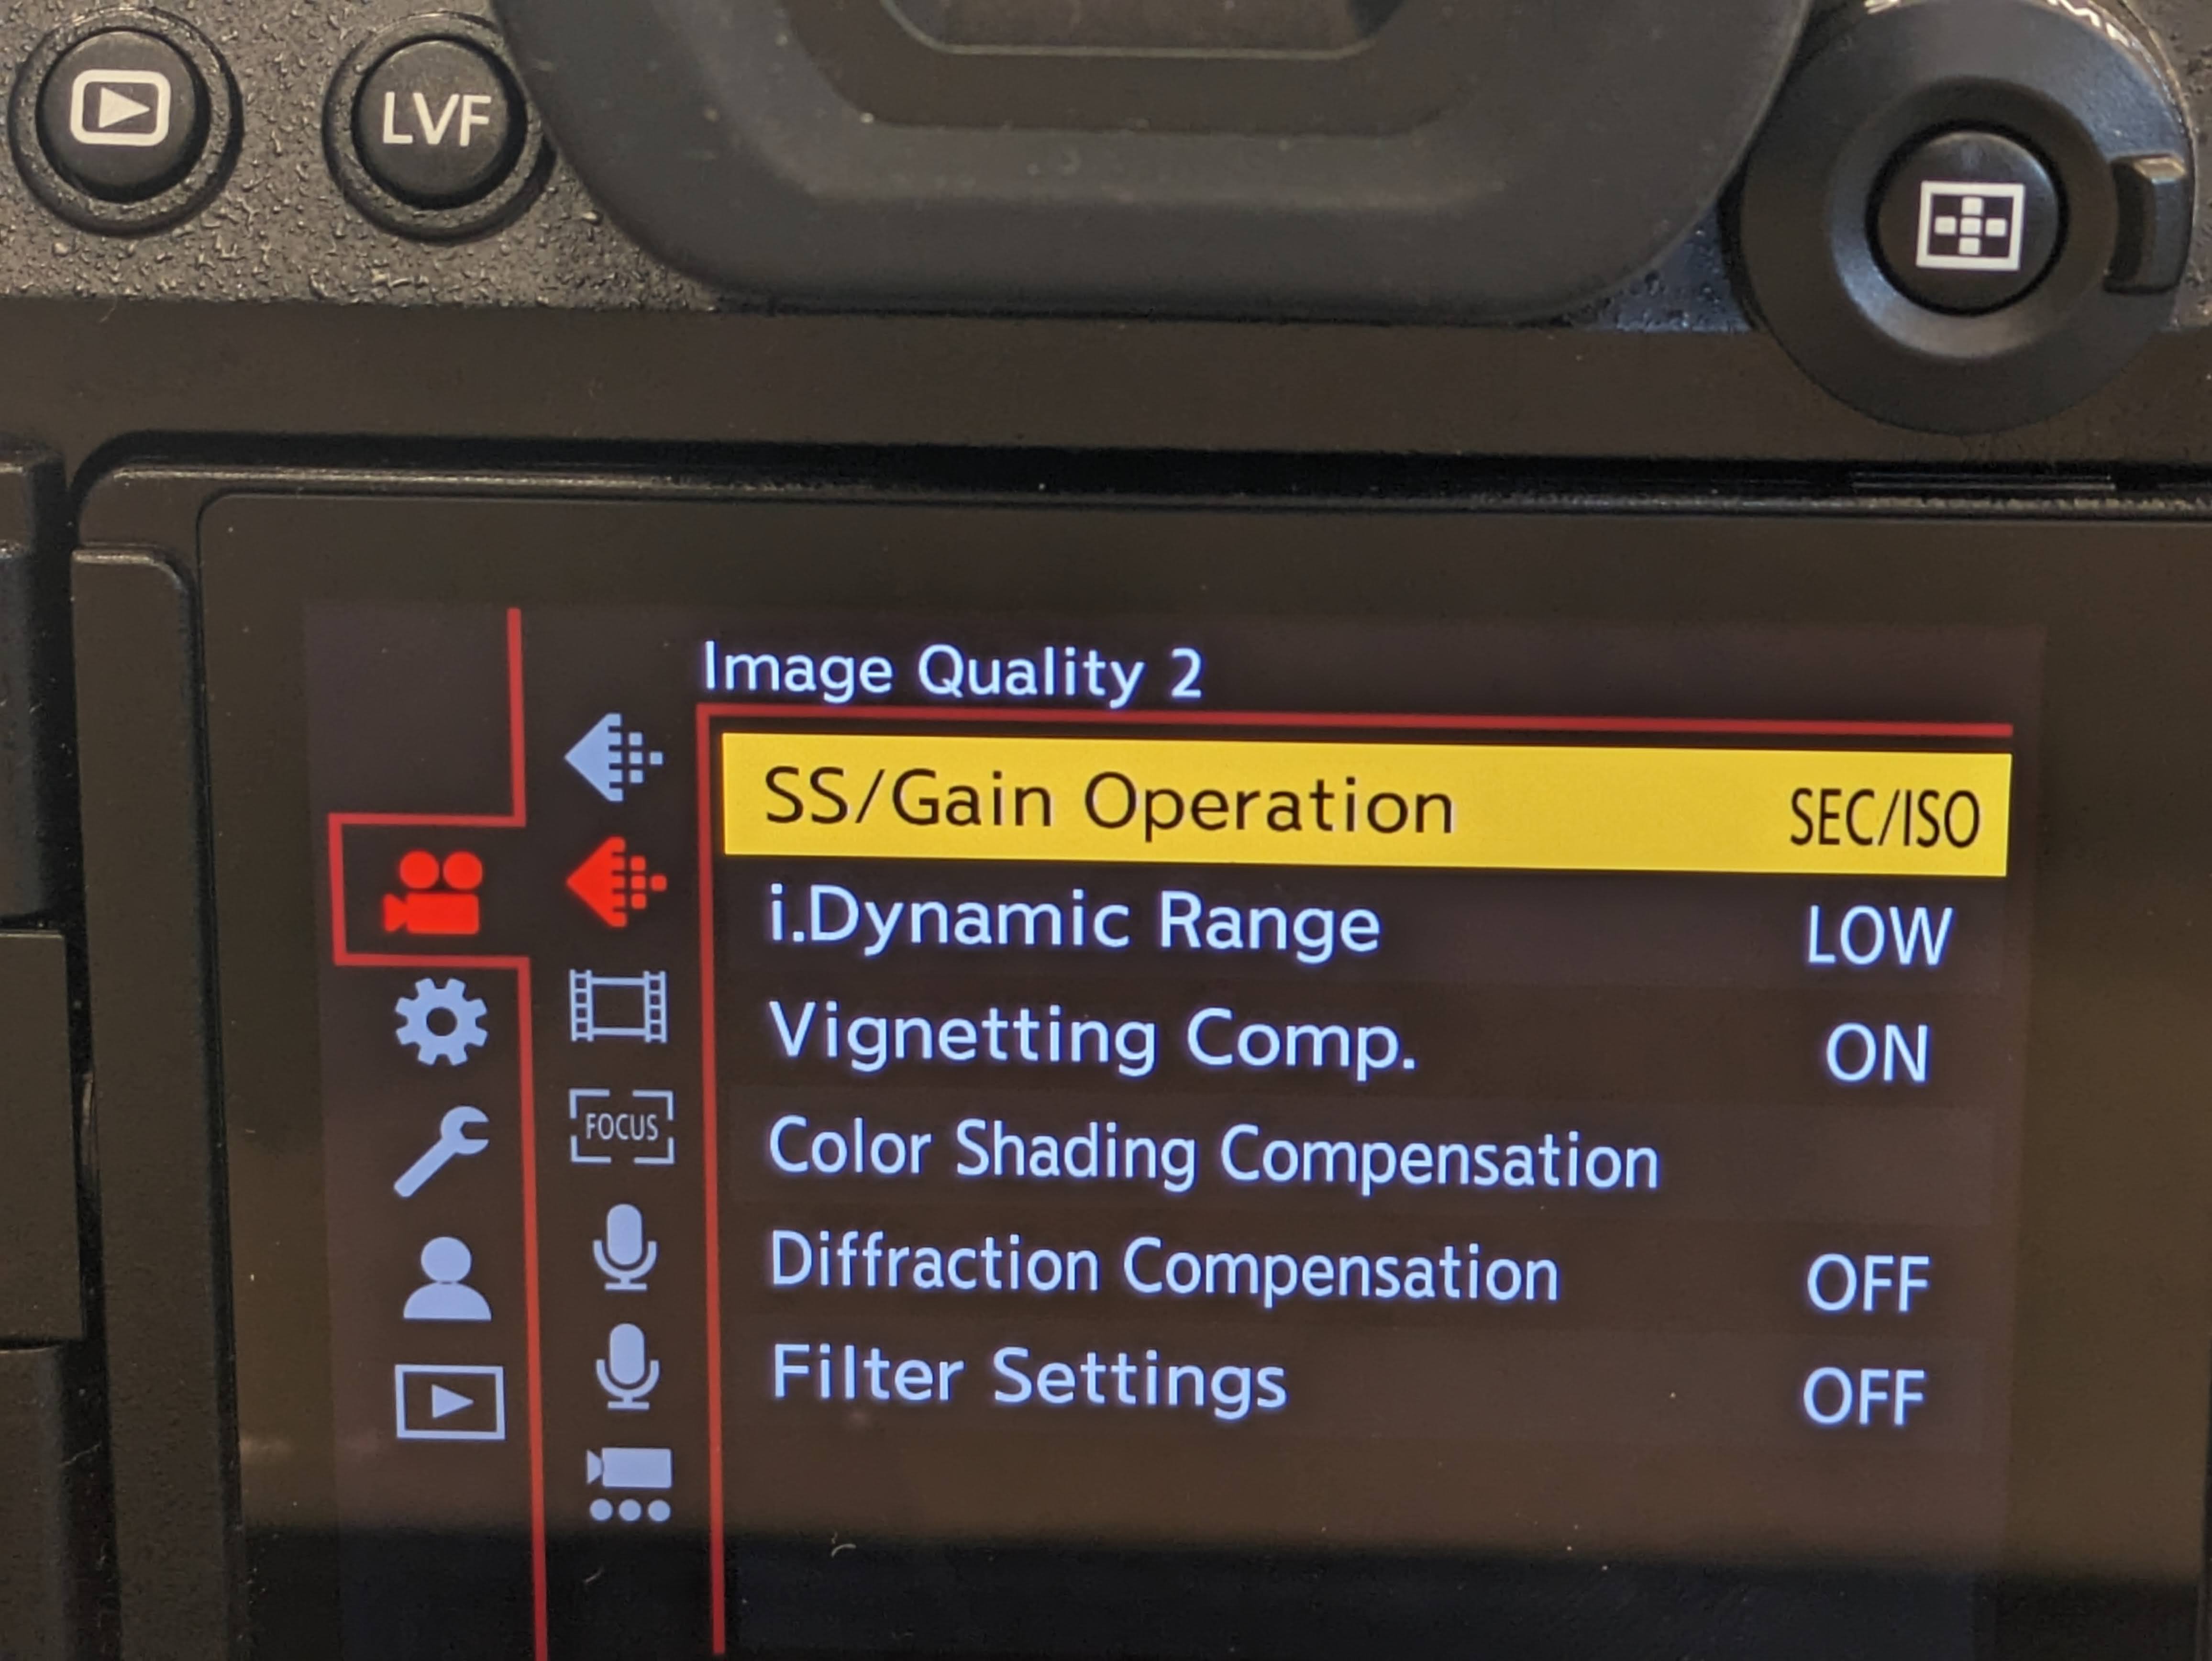 LVF
Image Quality 2
SS/Gain Operation SEC/ISO
i.Dynamic Range LOW
Vignetting Comp. ON
FOCUS
Color Shading Compensation
Diffraction Compensation OFF
Filter Settings OFF